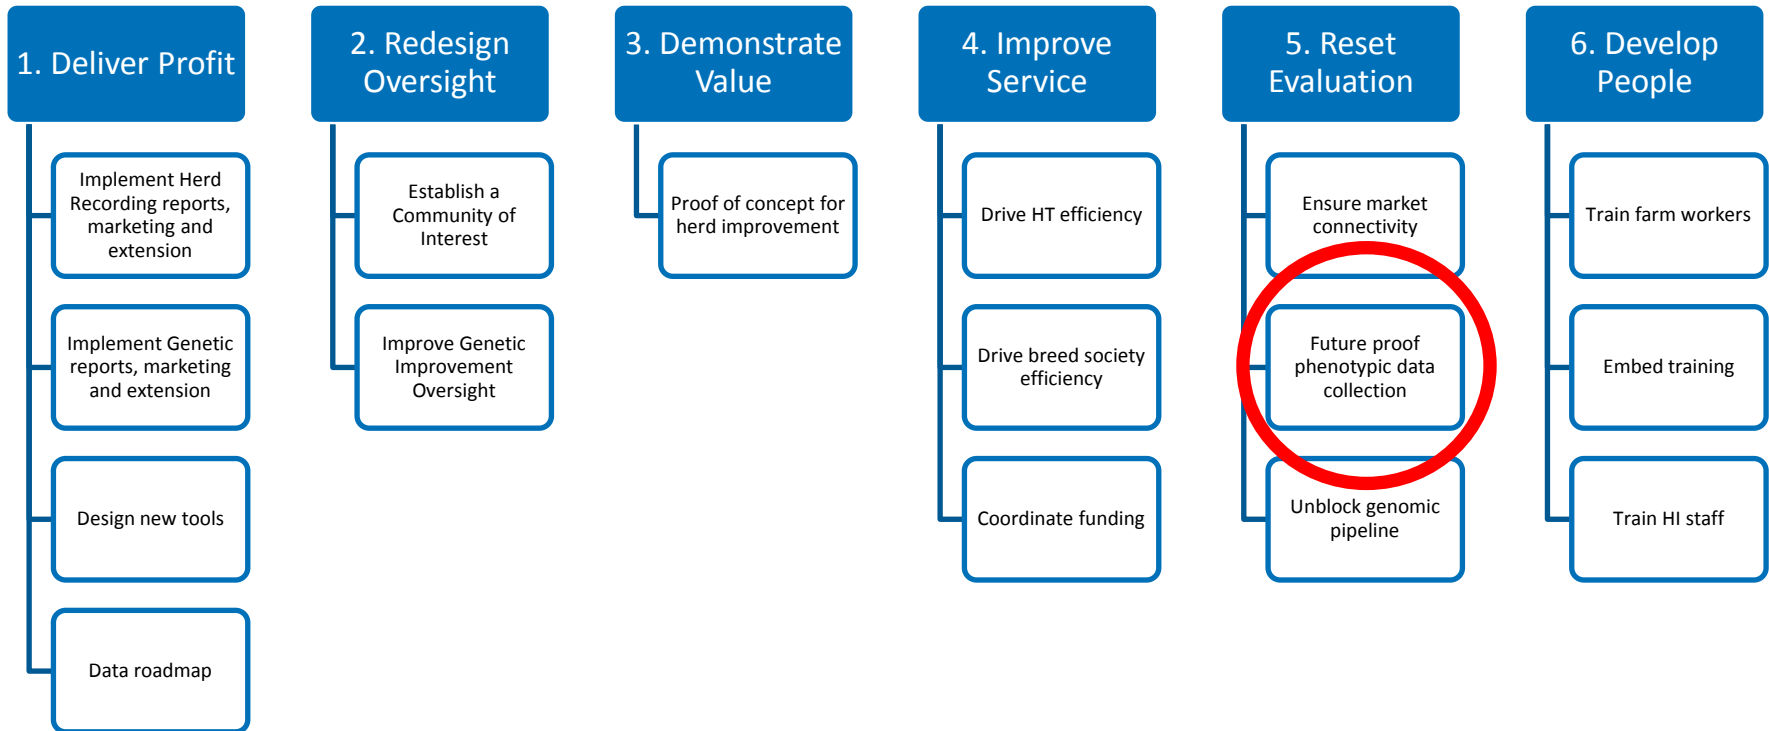 1. Deliver Profit
Implement Herd
Recording reports,
marketing and
extension
Implement Genetic
reports, marketing
and extension
Design new tools
Data roadmap
2. Redesign
Oversight
Establish a
Community of
Interest
Improve Genetic
Improvement
Oversight
3. Demonstrate
Value
Proof of concept for
herd improvement
4. Improve
Service
Drive HT efficiency
Drive breed society
efficiency
Coordinate funding
5. Reset
Evaluation
Ensure market
connectivity
Future proof
phenotypic data
collection
Unblock genomic
pipeline
6. Develop
People
Train farm workers
Embed training
Train HI staff